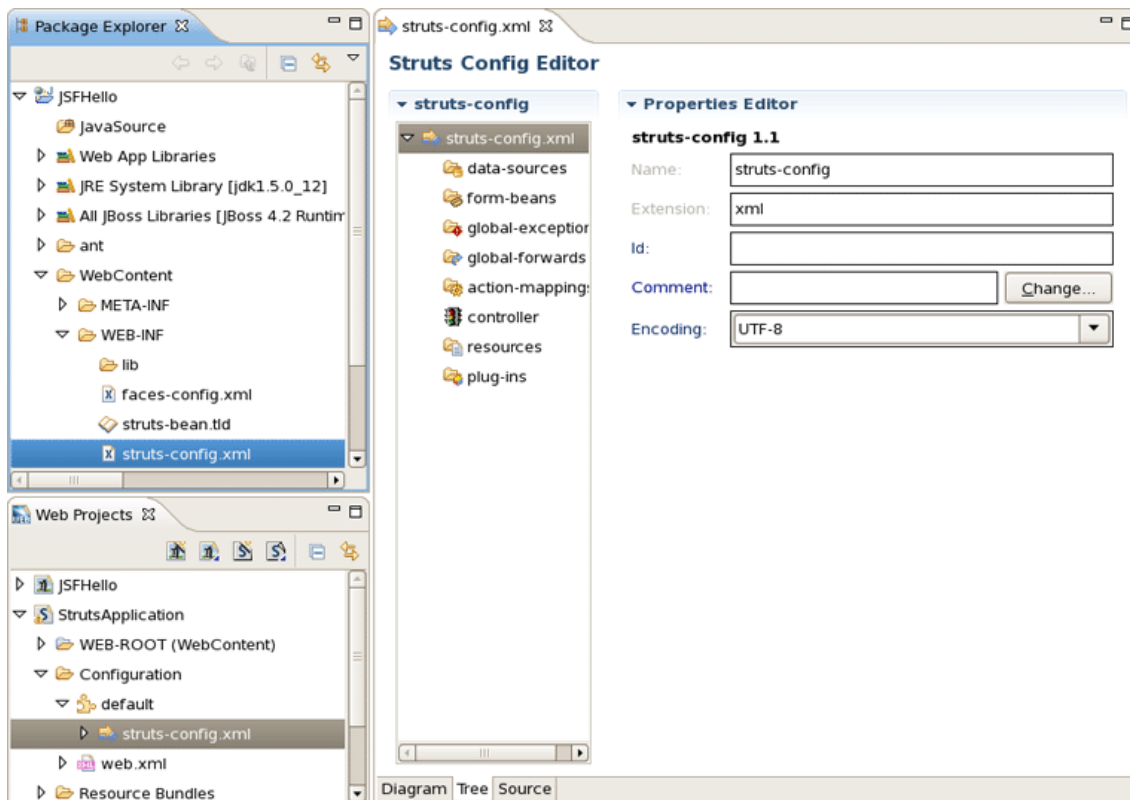 Package Explorer
JSFHello
JavaSource
Web App Libraries
JRE System Library [jdk1.5.0_12]
All JBoss Libraries [JBoss 4.2 Runtim
ant
WebContent
META-INF
WEB-INF
lib
faces-config.xml
struts-bean.tld
struts-config.xml
Web Projects
JSFHello
StrutsApplication
WEB-ROOT (WebContent)
Configuration
default
struts-config.xml
web.xml
Resource Bundles
struts-config.xml
Struts Config Editor
struts-config
struts-config.xml
data-sources
form-beans
global-exception
global-forwards
action-mappings
controller
resources
plug-ins
Properties Editor
struts-config 1.1
Name: struts-config
Extension: xml
Id:
Comment: Change...
Encoding: UTF-8
Diagram Tree Source